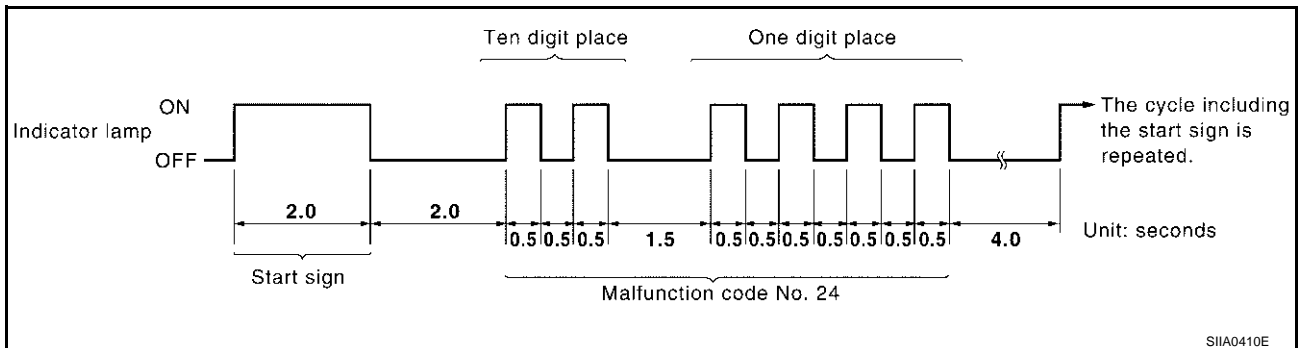 Ten digit place
One digit place
ON
Indicator lamp
OFF
The cycle including
the start sign is
repeated.
2.0
2.0
0.5 0.5 0.5
1.5
0.5 0.5 0.5 0.5 0.5 0.5 0.5
4.0
Unit: seconds
Start sign
Malfunction code No. 24
SIIA0410E